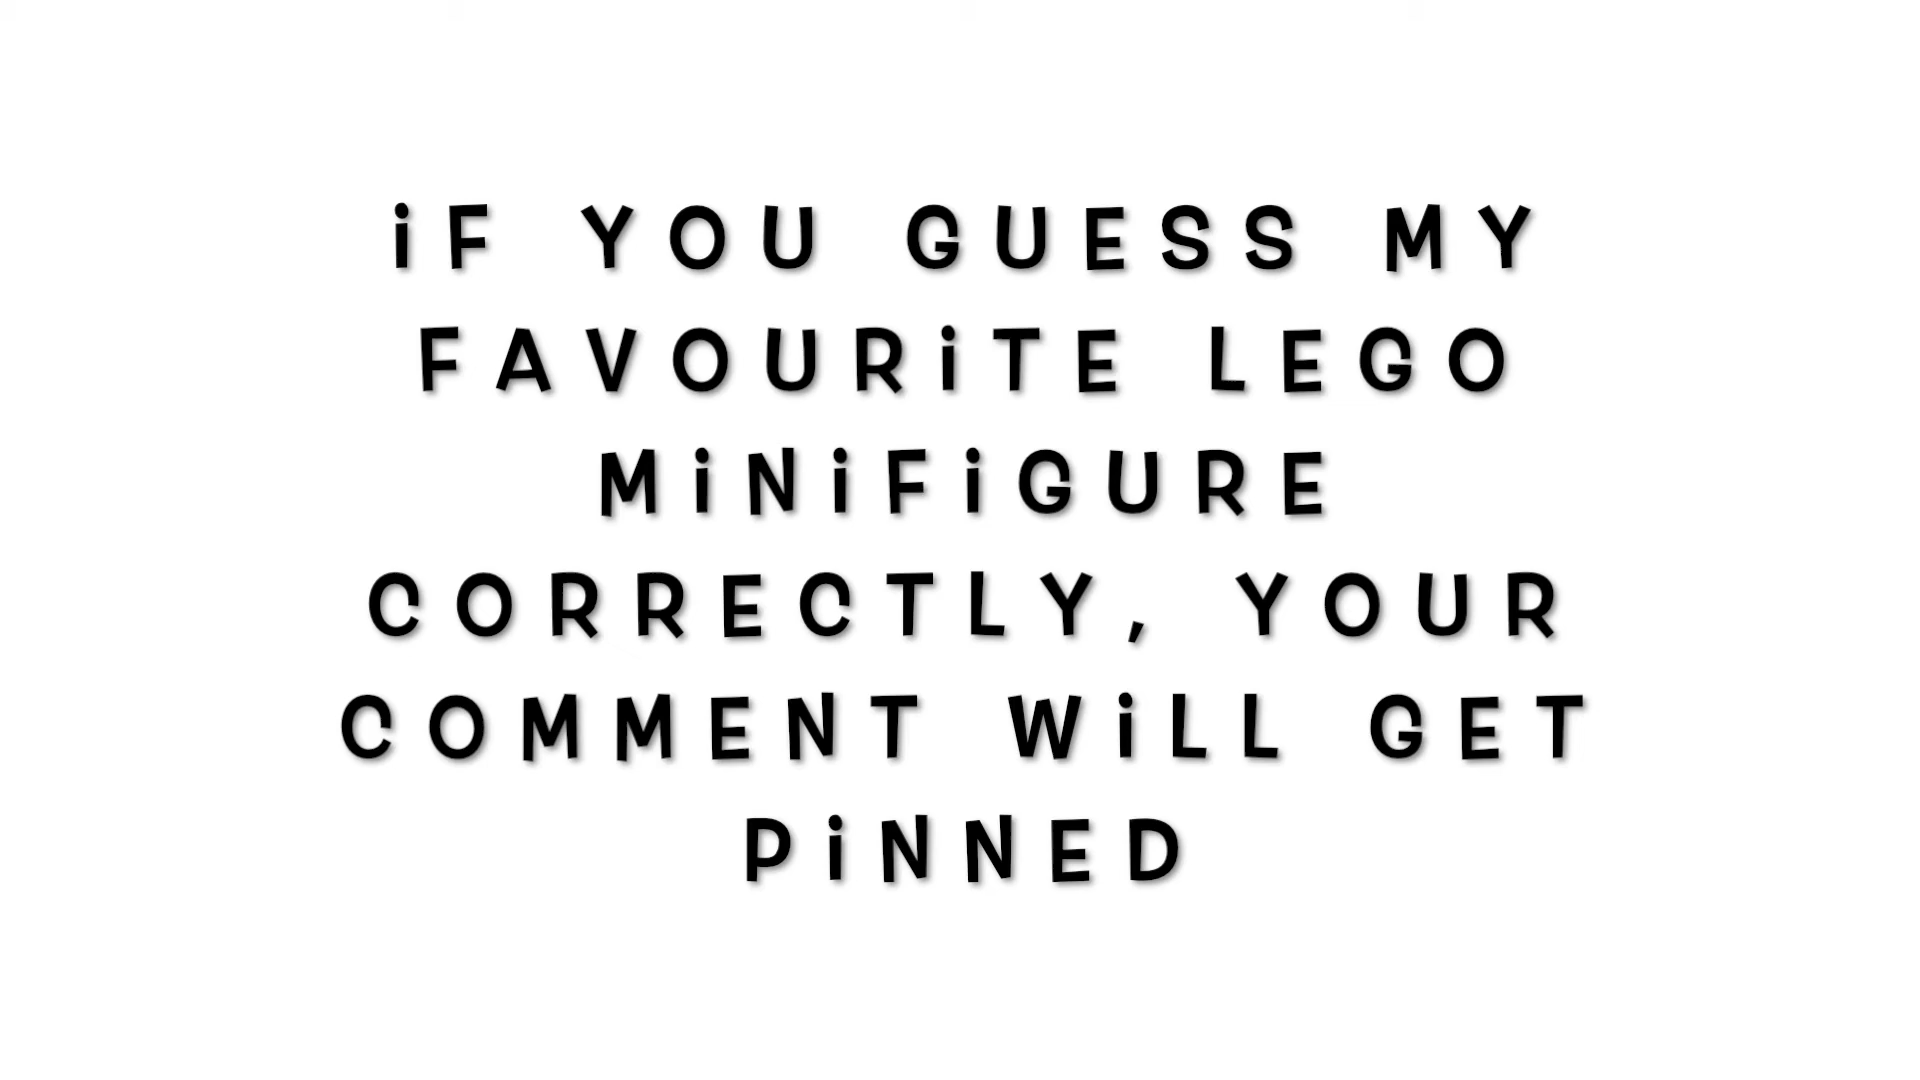 iF YOU GUESS MY
FAVOURiTE LEGO
MiNiFiGURE
CORRECTLY, YOUR
COMMENT WiLL GET
PiNNED